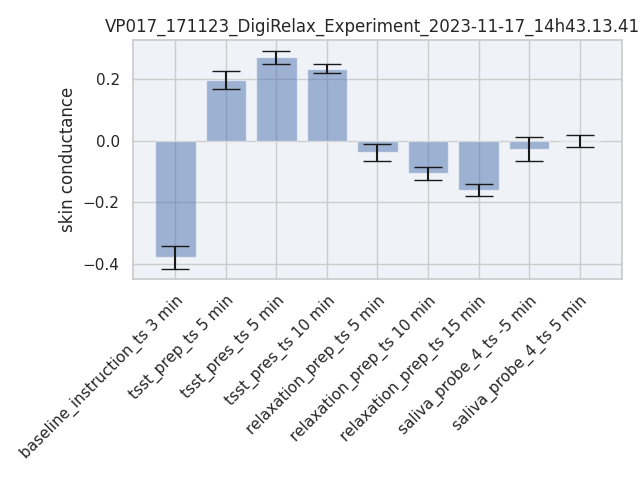 VP017_171123_DigiRelax_Experiment_2023-11-17_14h43.13.41
skin conductance
0.2
0.0
−0.2
−0.4
baseline_instruction_ts 3 min
tsst_prep_ts 5 min
tsst_pres_ts 5 min
tsst_pres_ts 10 min
relaxation_prep_ts 5 min
relaxation_prep_ts 10 min
relaxation_prep_ts 15 min
saliva_probe_4_ts -5 min
saliva_probe_4_ts 5 min